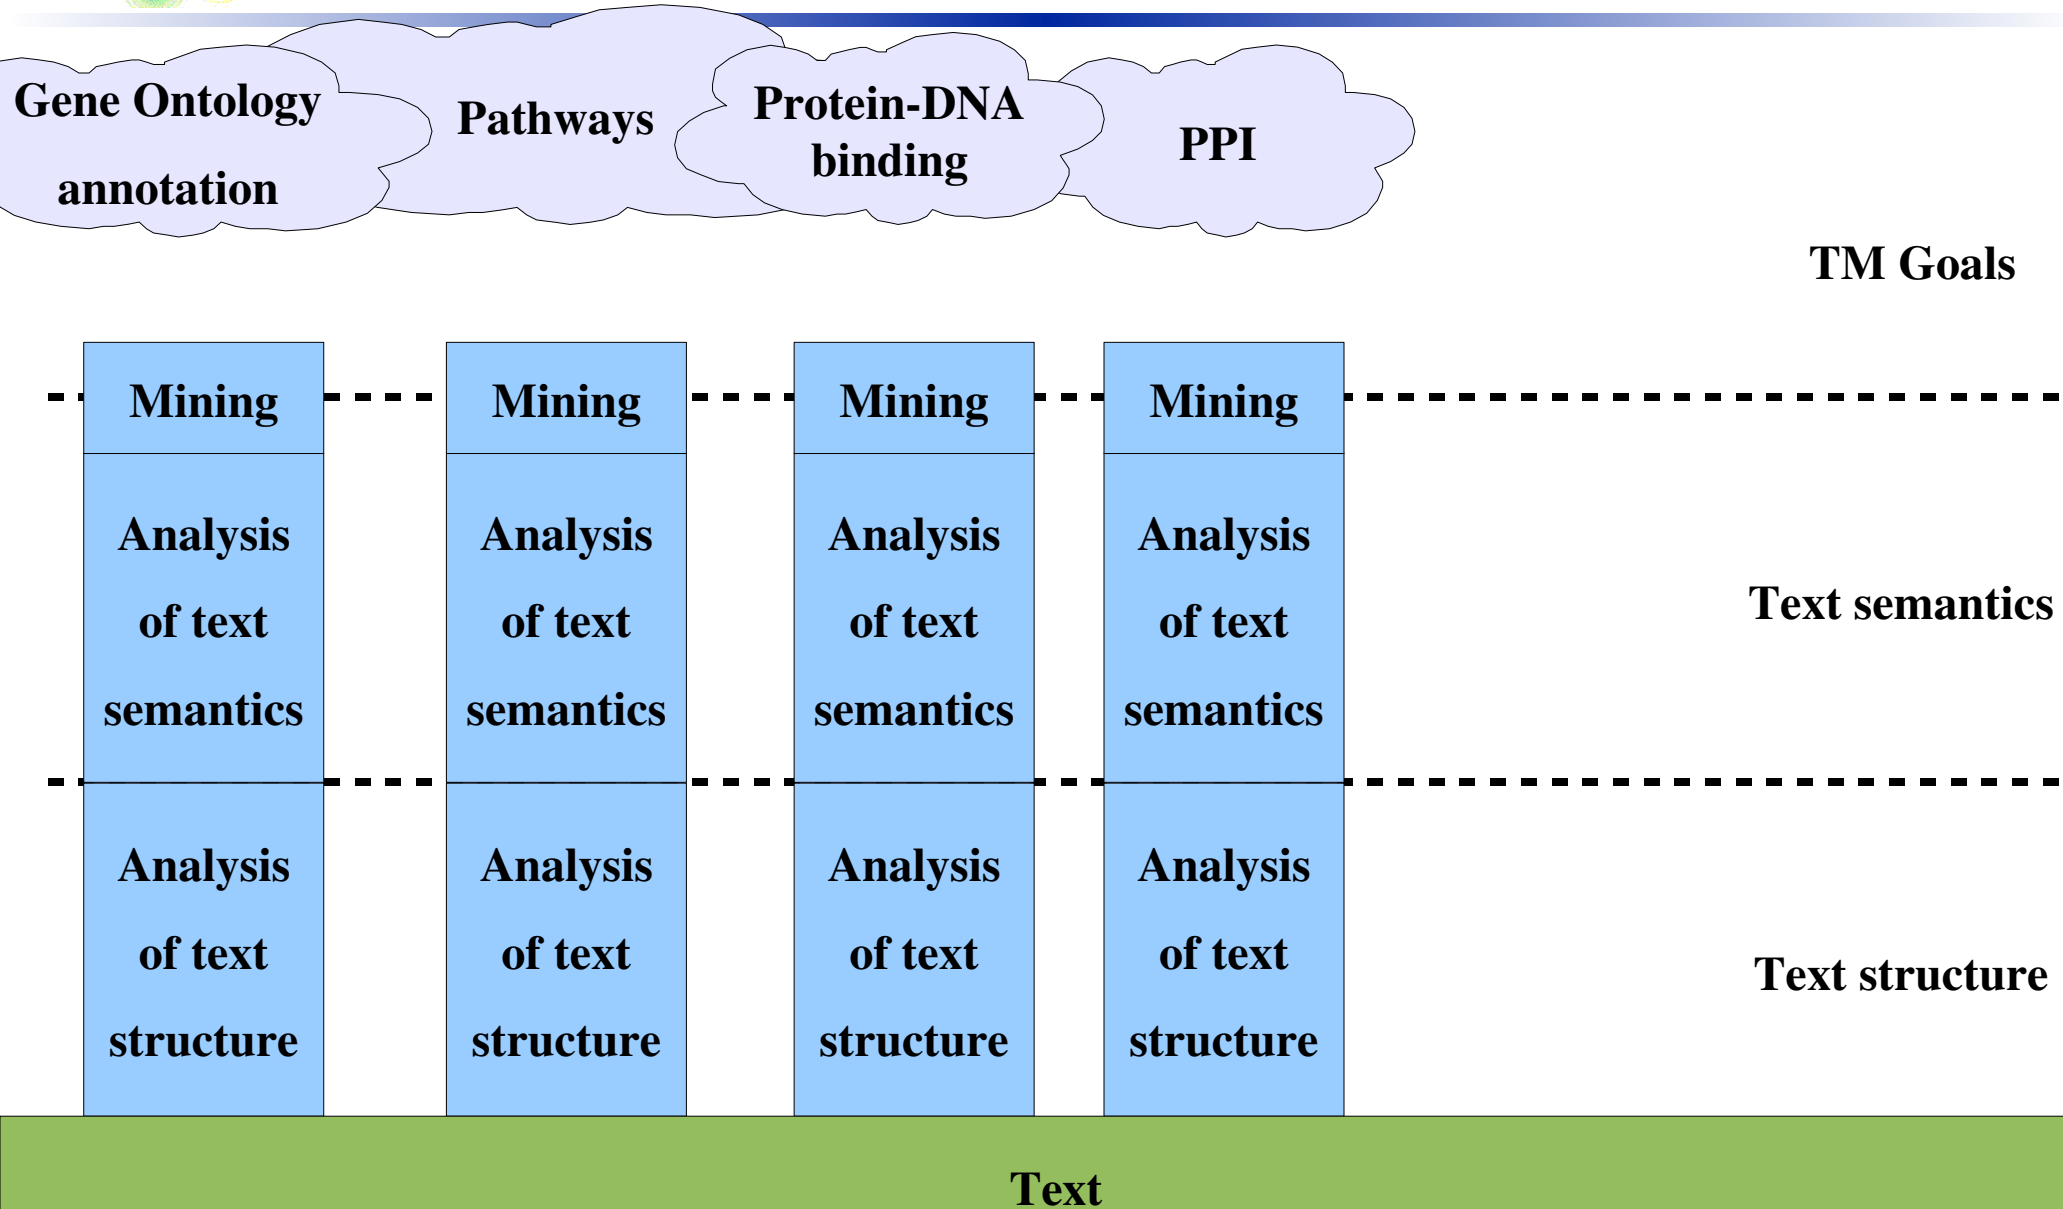 Gene Ontology
annotation
Pathways
Protein-DNA
binding
PPI
TM Goals
Mining
Mining
Mining
Mining
Analysis
of text
semantics
Analysis
of text
semantics
Analysis
of text
semantics
Analysis
of text
semantics
Text semantics
Analysis
of text
structure
Analysis
of text
structure
Analysis
of text
structure
Analysis
of text
structure
Text structure
Text